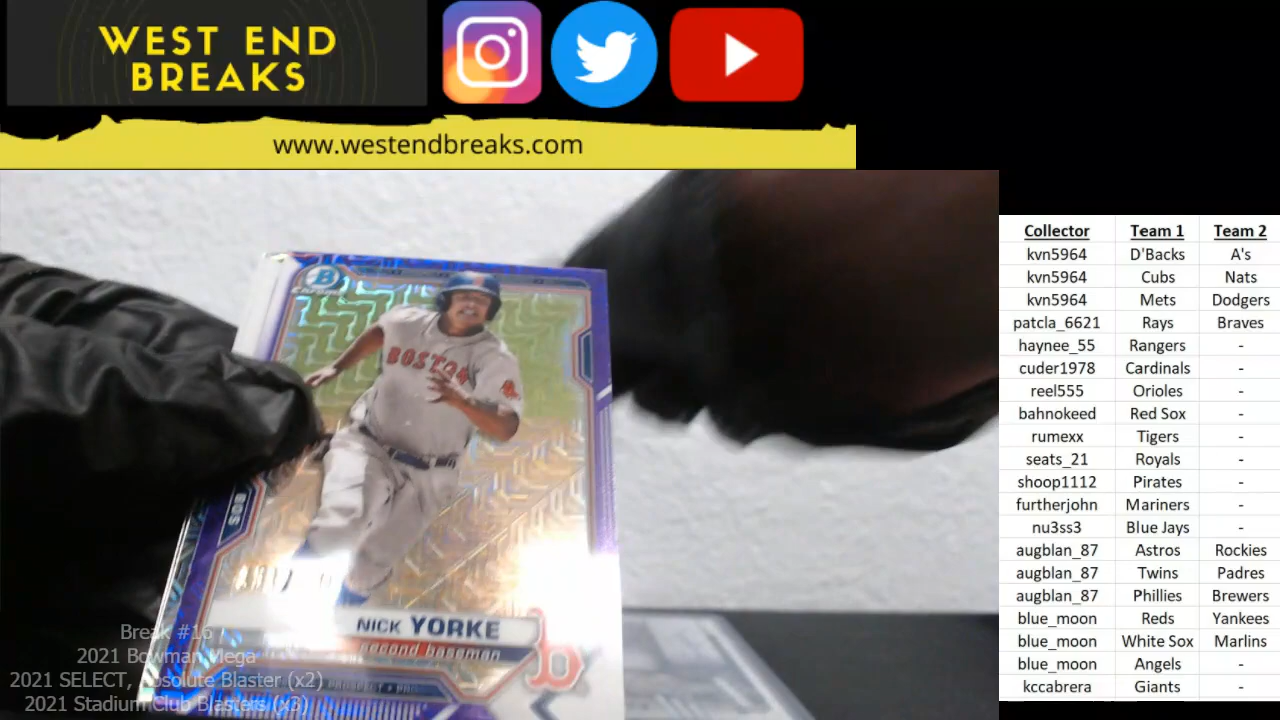 WEST END
BREAKS
www.westendbreaks.com
B
BOSTON
BOS
NICK YORKE
second baseman
B
Break #16
2021 Bowman Mega
2021 SELECT, Absolute Blaster (x2)
2021 Stadium Club Blasters (x3)
Collector Team 1 Team 2
kvn5964 D'Backs A's
kvn5964 Cubs Nats
kvn5964 Mets Dodgers
patcla_6621 Rays Braves
haynee_55 Rangers -
cuder1978 Cardinals -
reel555 Orioles -
bahnokeed Red Sox -
rumexx Tigers -
seats_21 Royals -
shoop1112 Pirates -
furtherjohn Mariners -
nu3ss3 Blue Jays -
augblan_87 Astros Rockies
augblan_87 Twins Padres
augblan_87 Phillies Brewers
blue_moon Reds Yankees
blue_moon White Sox Marlins
blue_moon Angels -
kccabrera Giants -